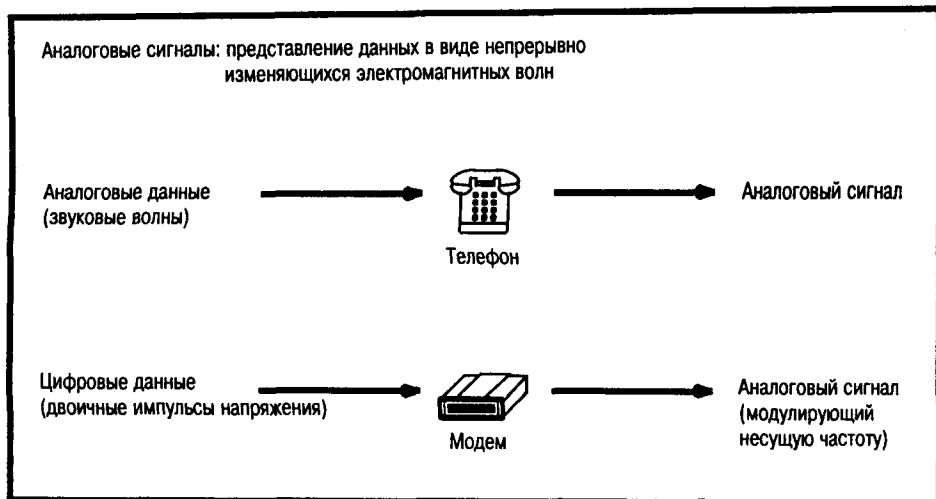 Аналоговые сигналы: представление данных в виде непрерывно
изменяющихся электромагнитных волн
Аналоговые данные
(звуковые волны)
Телефон
Аналоговый сигнал
Цифровые данные
(двоичные импульсы напряжения)
Модем
Аналоговый сигнал
(модулирующий
несущую частоту)